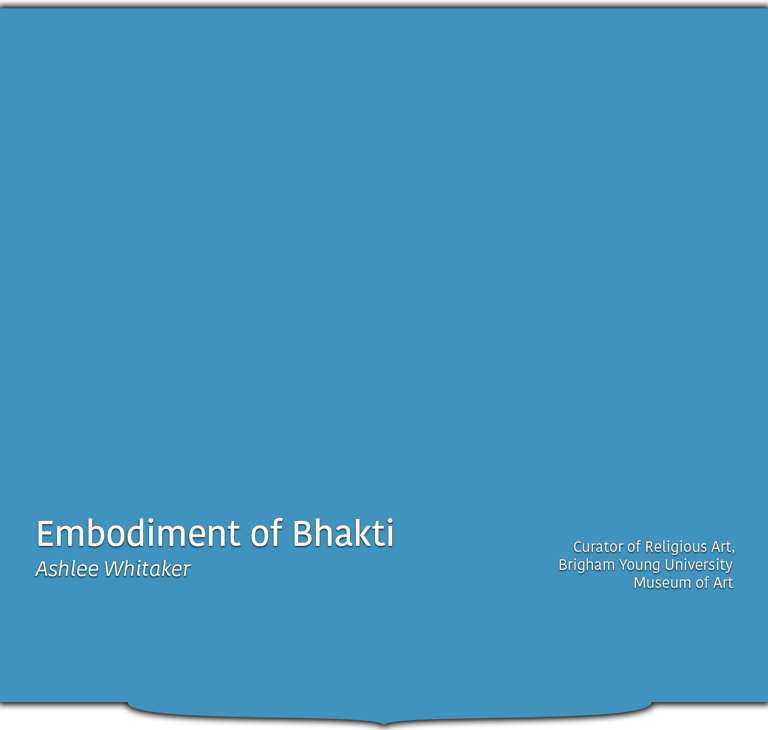 Embodiment of Bhakti
Ashlee Whitaker
Curator of Religious Art,
Brigham Young University
Museum of Art